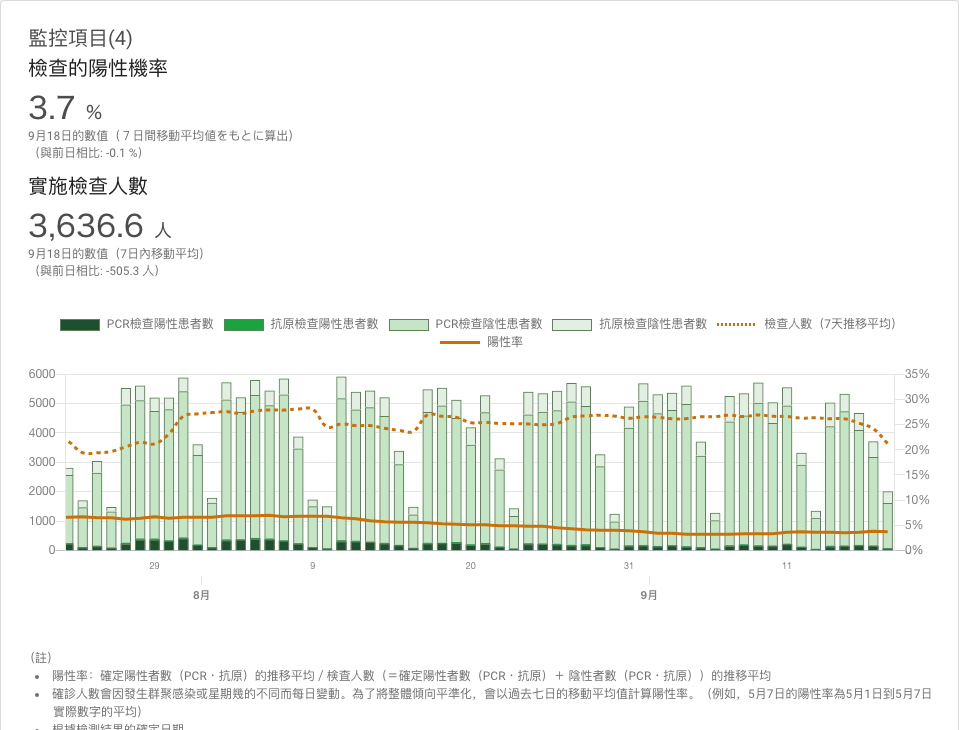 監控項目(4)
檢查的陽性機率
3.7 %
9月18日的數值（７日間移動平均値をもとに算出）
（與前日相比: -0.1 %）
實施檢查人數
3,636.6 人
9月18日的數值（7日內移動平均）
（與前日相比: -505.3 人）
PCR檢查陽性患者數 抗原檢查陽性患者數 PCR檢查陰性患者數 抗原檢查陰性患者數 檢查人數（7天推移平均）
陽性率
6000 35%
5000 30%
4000 25%
3000 20%
2000 15%
1000 10%
0 5%
0%
29 9 20 31 11
8月 9月
（註）
陽性率：確定陽性者數（PCR・抗原）的推移平均 / 檢查人數（＝確定陽性者數（PCR・抗原）＋ 陰性者數（PCR・抗原））的推移平均
確診人數會因發生群聚感染或星期幾的不同而每日變動。為了將整體傾向平準化，會以過去七日的移動平均值計算陽性率。（例如，5月7日的陽性率為5月1日到5月7日
實際數字的平均）
根據檢測結果的確定日期